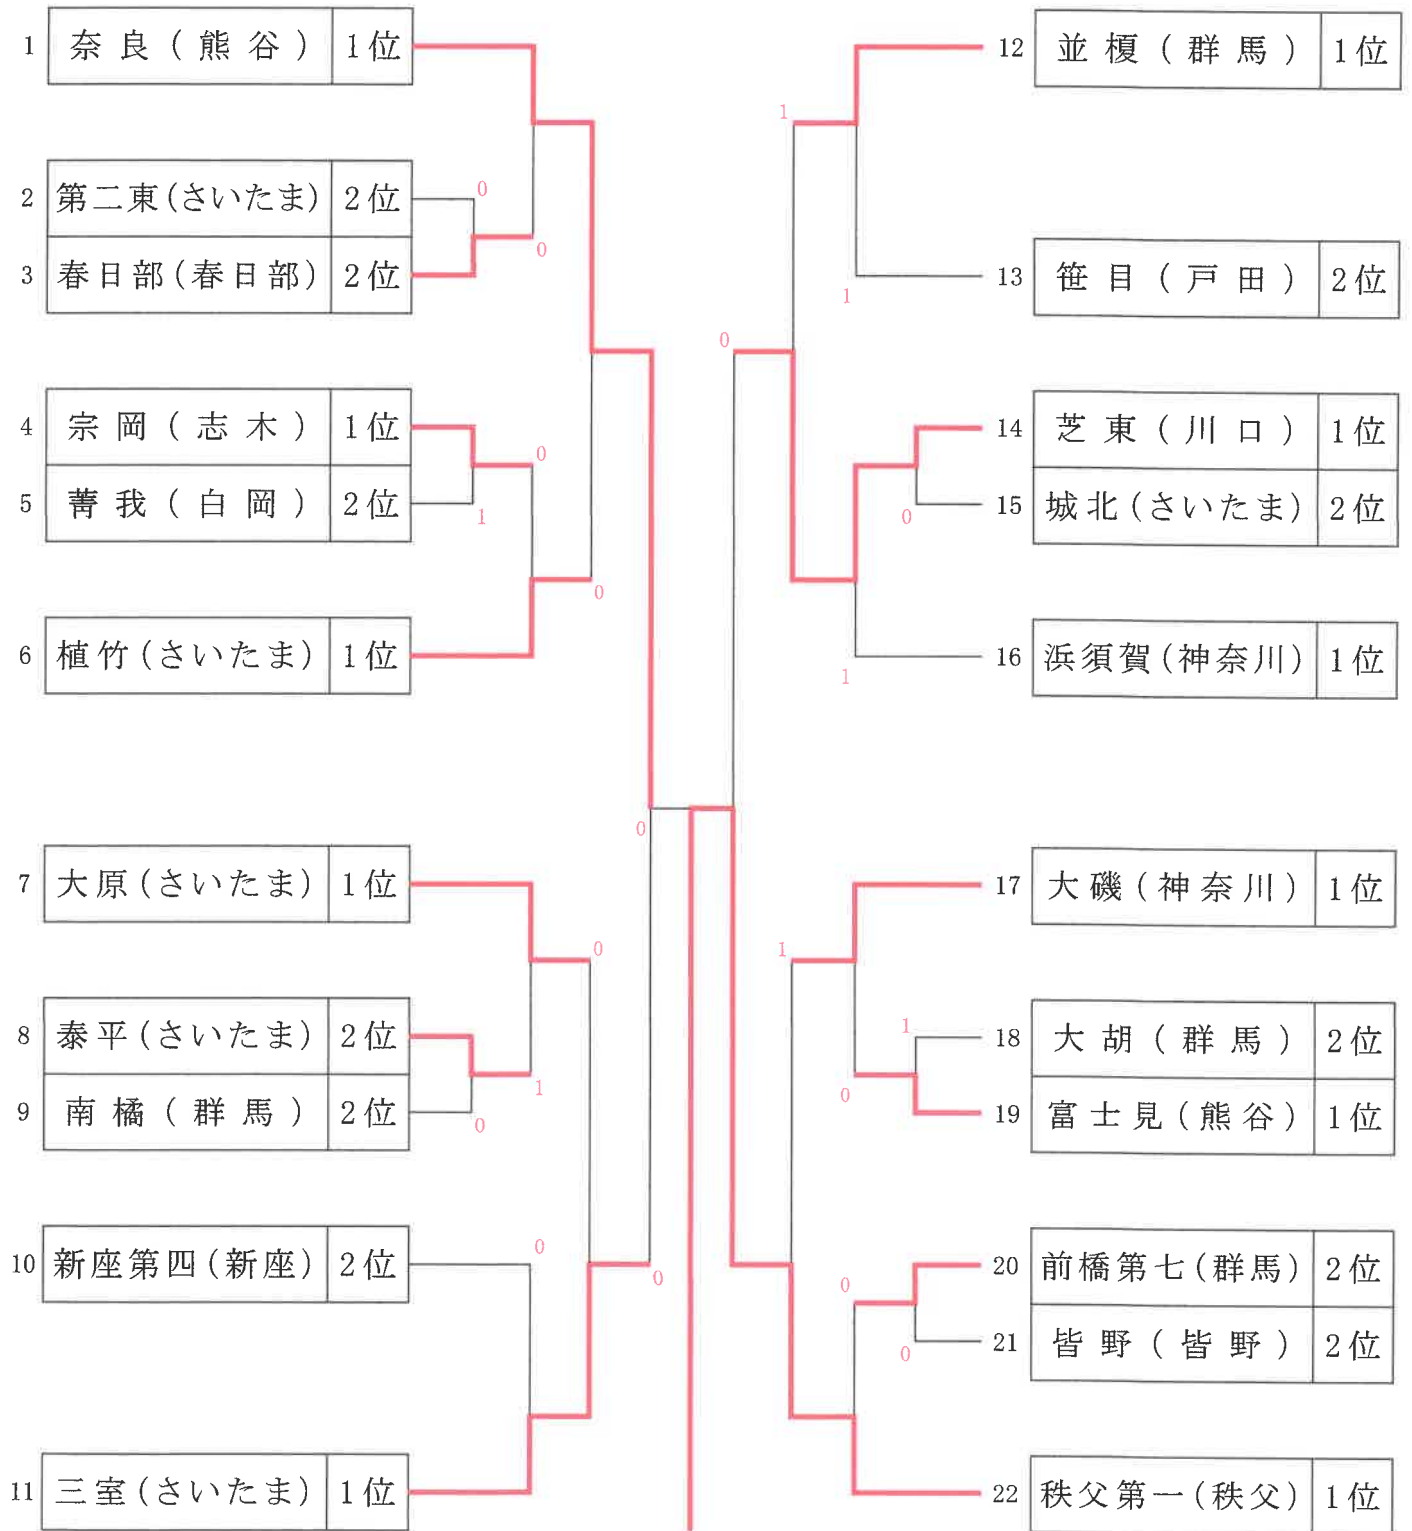 1 奈良(熊谷) 1位
2 第二東(さいたま) 2位
0
3 春日部(春日部) 2位
0
4 宗岡(志木) 1位
0
5 菁我(白岡) 2位
1
0
6 植竹(さいたま) 1位
0
7 大原(さいたま) 1位
0
8 泰平(さいたま) 2位
1
9 南橘(群馬) 2位
0
10 新座第四(新座) 2位
0
0
11 三室(さいたま) 1位
12 並榎(群馬) 1位
1
13 笹目(戸田) 2位
1
0
14 芝東(川口) 1位
15 城北(さいたま) 2位
0
16 浜須賀(神奈川) 1位
1
17 大磯(神奈川) 1位
1
18 大胡(群馬) 2位
1
19 富士見(熊谷) 1位
0
20 前橋第七(群馬) 2位
0
21 皆野(皆野) 2位
0
22 秩父第一(秩父) 1位